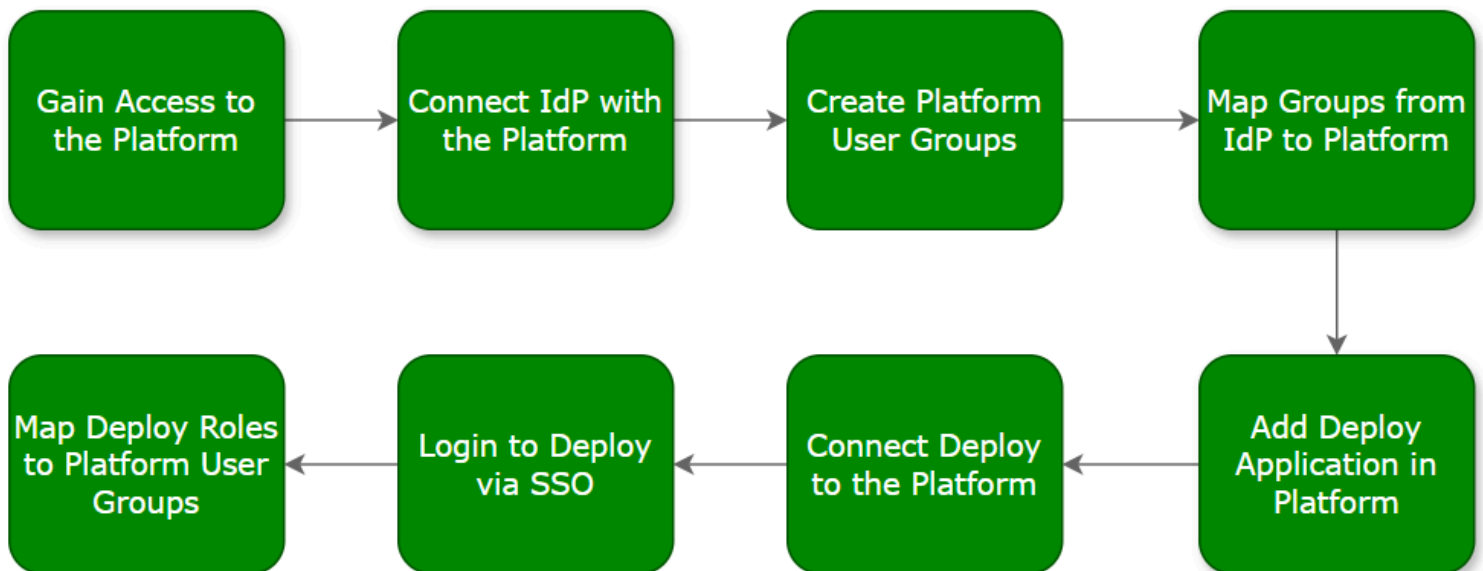 Gain Access to
the Platform
Connect IdP with
the Platform
Create Platform
User Groups
Map Groups from
IdP to Platform
Add Deploy
Application in
Platform
Connect Deploy
to the Platform
Login to Deploy
via SSO
Map Deploy Roles
to Platform User
Groups